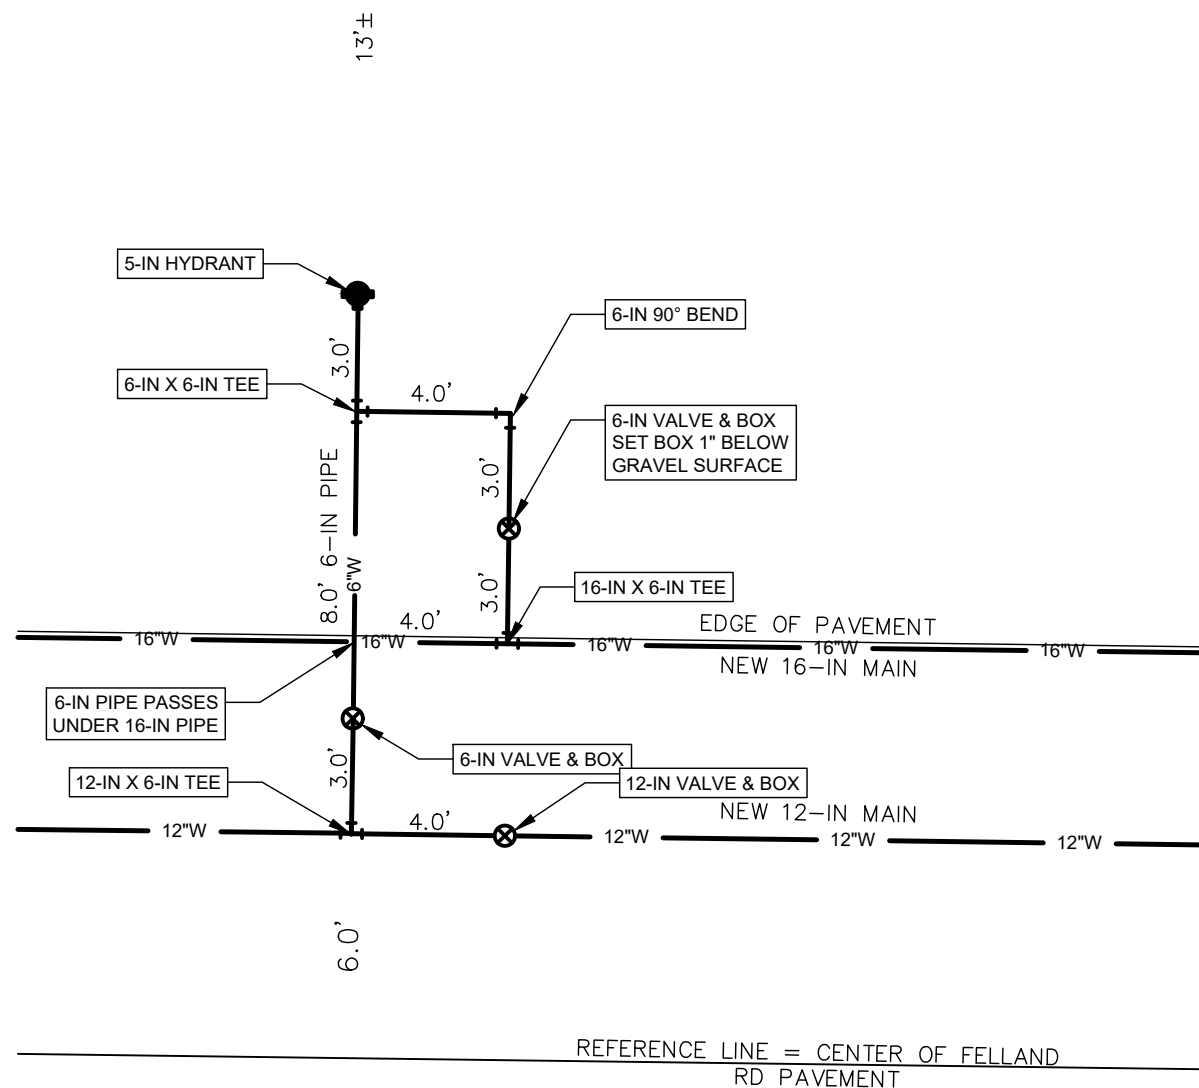 13'±
5-IN HYDRANT
6-IN 90° BEND
3.0'
6-IN X 6-IN TEE
4.0'
6-IN VALVE & BOX
SET BOX 1" BELOW
GRAVEL SURFACE
3.0'
8.0' 6-IN PIPE
6"W
16-IN X 6-IN TEE
3.0'
4.0'
EDGE OF PAVEMENT
16"W 16"W 16"W 16"W 16"W
NEW 16-IN MAIN
6-IN PIPE PASSES
UNDER 16-IN PIPE
6-IN VALVE & BOX
3.0'
12-IN X 6-IN TEE
12-IN VALVE & BOX
NEW 12-IN MAIN
4.0'
12"W 12"W 12"W 12"W
6.0'
REFERENCE LINE = CENTER OF FELLAND
RD PAVEMENT